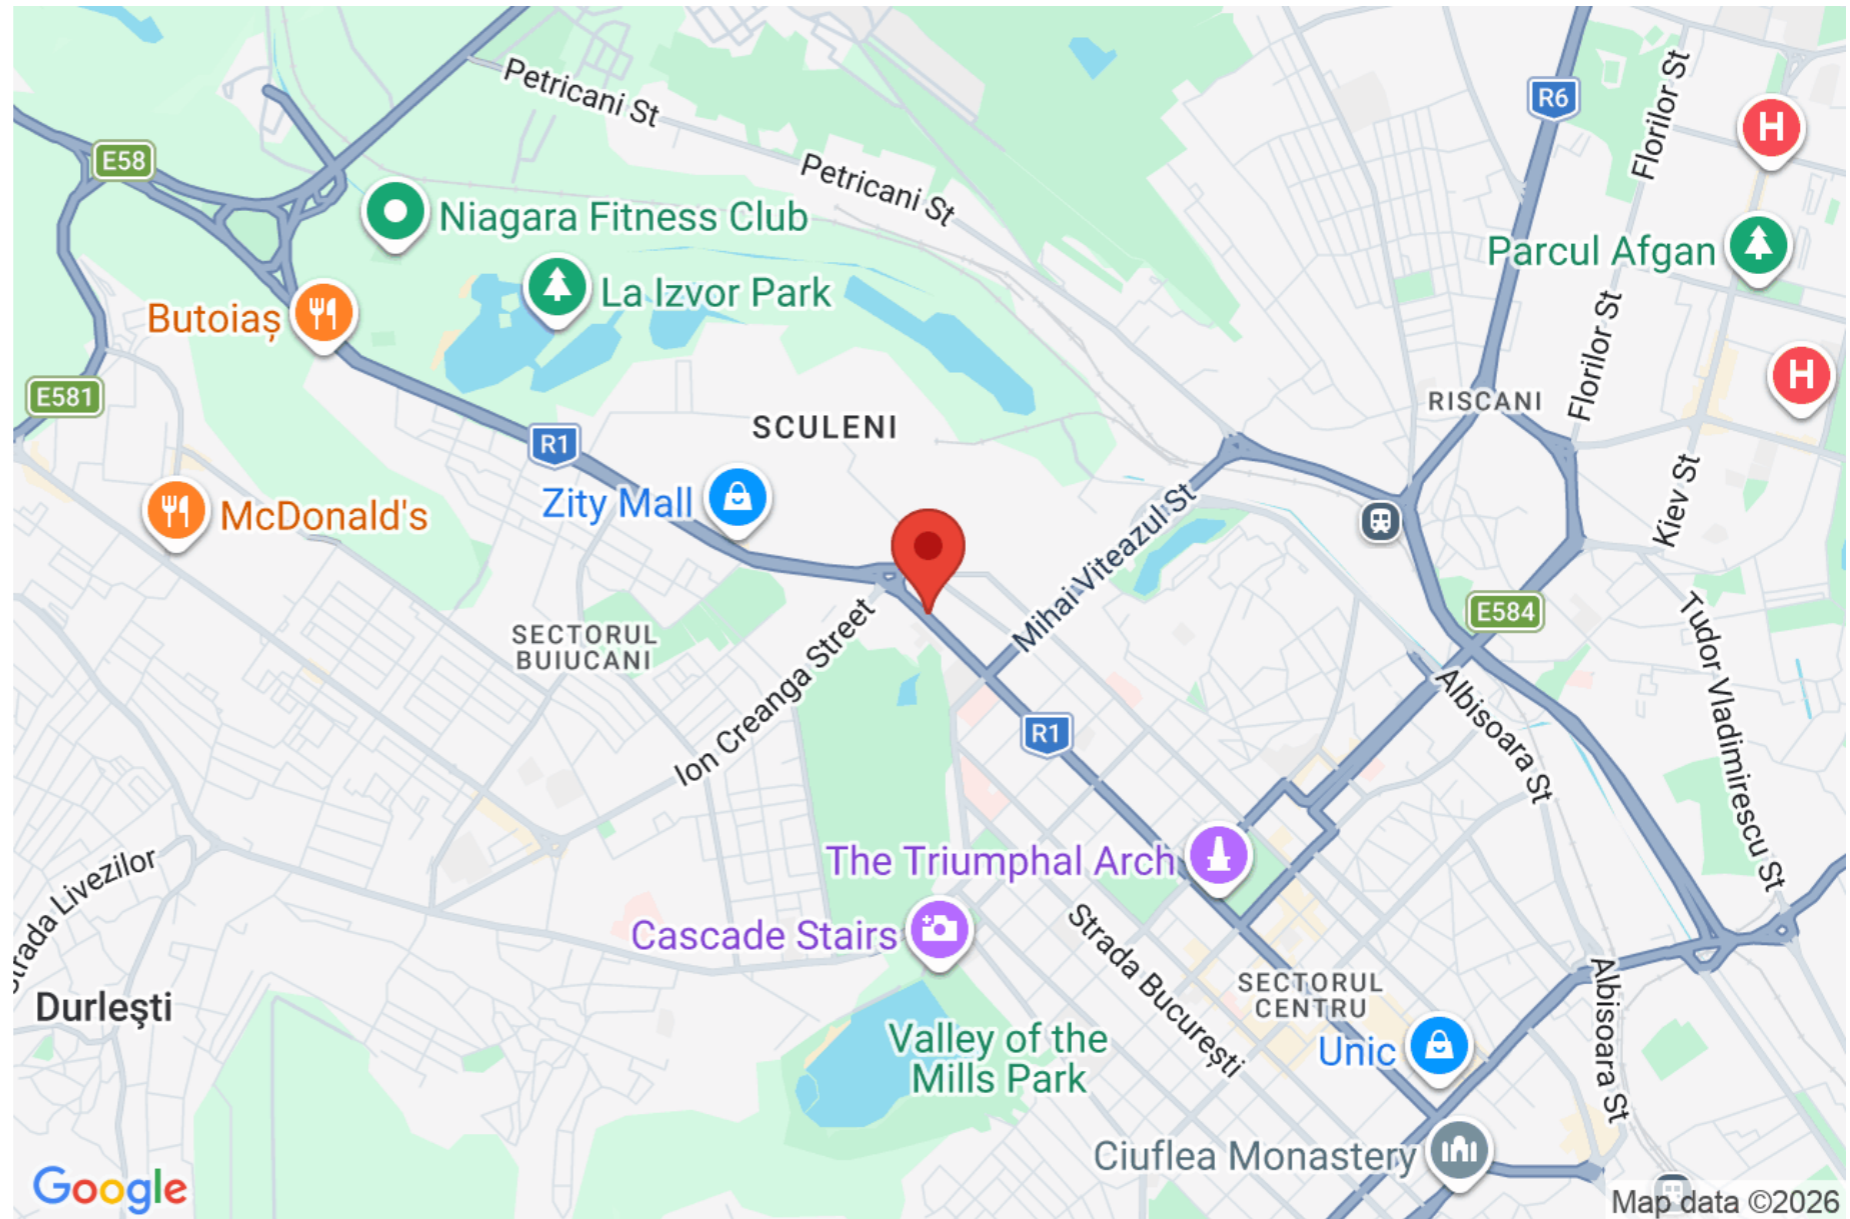 Petricani St
R6
Florilor St
H
E58
Petricani St
Niagara Fitness Club
Parcul Afgan
La Izvor Park
Butoiaș
Florilor St
H
E581
RISCANI
SCULENI
R1
Zity Mall
McDonald's
Kiev St
Mihai Viteazul St
E584
SECTORUL
BUIUCANI
Ion Creanga Street
Tudor Vladimirescu St
Albisoara St
R1
The Triumphal Arch
Strada Livezilor
Cascade Stairs
Strada București
SECTORUL
CENTRU
Albisoara St
Durleşti
Valley of the
Mills Park
Unic
Ciuflea Monastery
Google
Map data ©2026